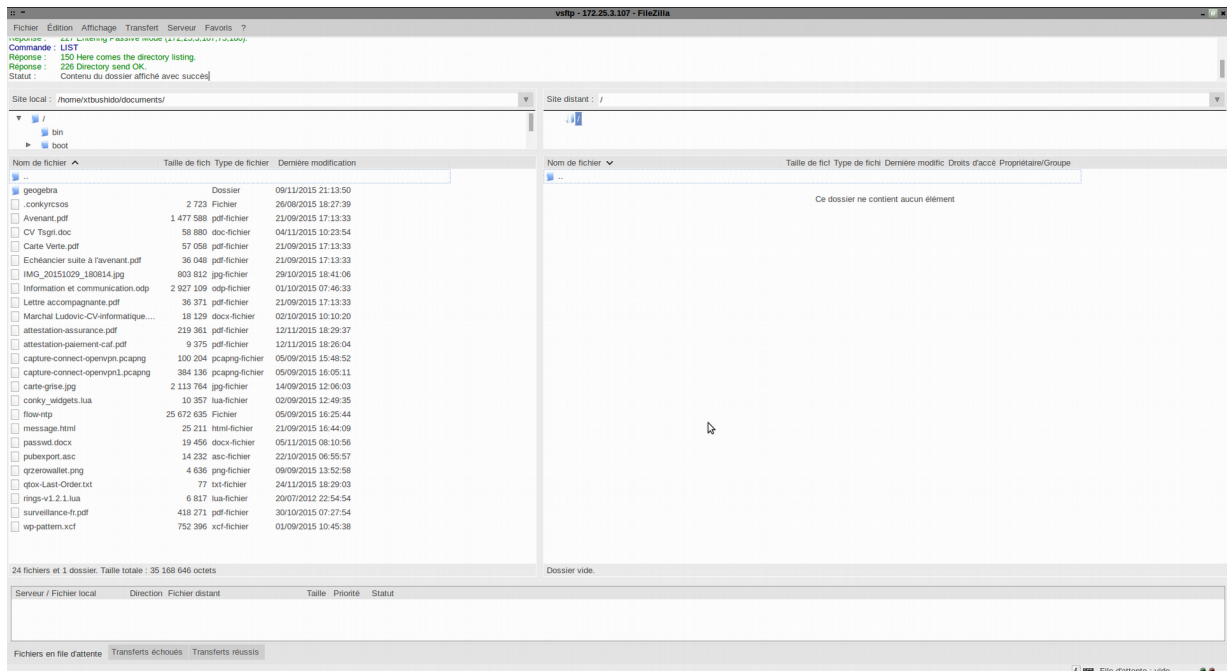 vsftp - 172.25.3.107 - FileZilla
Fichier Édition Affichage Transfert Serveur Favoris ?
Réponse : 227 Entering Passive Mode
Commande : LIST
Réponse : 150 Here comes the directory listing.
Réponse : 226 Directory send OK.
Statut : Contenu du dossier affiché avec succès
Site local : /home/xtbushido/documents/
Site distant : /
/
bin
boot
/
Nom de fichier Taille de fich Type de fichier Dernière modification
Nom de fichier Taille de fich Type de fichi Dernière modific Droits d'accè Propriétaire/Groupe
..
..
Ce dossier ne contient aucun élément
geogebra Dossier 09/11/2015 21:13:50
.conkyrcsos 2 723 Fichier 26/08/2015 18:27:39
Avenant.pdf 1 477 588 pdf-fichier 21/09/2015 17:13:33
CV Tsgri.doc 58 880 doc-fichier 04/11/2015 10:23:54
Carte Verte.pdf 57 058 pdf-fichier 21/09/2015 17:13:33
Echéancier suite à l'avenant.pdf 36 048 pdf-fichier 21/09/2015 17:13:33
IMG_20151029_180814.jpg 803 812 jpg-fichier 29/10/2015 18:41:06
Information et communication.odp 2 927 109 odp-fichier 01/10/2015 07:46:33
Lettre accompagnante.pdf 36 371 pdf-fichier 21/09/2015 17:13:33
Marchal Ludovic-CV-informatique.... 18 129 docx-fichier 02/10/2015 10:10:20
attestation-assurance.pdf 219 361 pdf-fichier 12/11/2015 18:29:37
attestation-paiement-caf.pdf 9 375 pdf-fichier 12/11/2015 18:26:04
capture-connect-openvpn.pcapng 100 204 pcapng-fichier 05/09/2015 15:48:52
capture-connect-openvpn1.pcapng 384 136 pcapng-fichier 05/09/2015 16:05:11
carte-grise.jpg 2 113 764 jpg-fichier 14/09/2015 12:06:03
conky_widgets.lua 10 357 lua-fichier 02/09/2015 12:49:35
flow-ntp 25 672 635 Fichier 05/09/2015 16:25:44
message.html 25 211 html-fichier 21/09/2015 16:44:09
passwd.docx 19 456 docx-fichier 05/11/2015 08:10:56
pubexport.asc 14 232 asc-fichier 22/10/2015 06:55:57
qrzerowallet.png 4 636 png-fichier 09/09/2015 13:52:58
qtox-Last-Order.txt 77 txt-fichier 24/11/2015 18:29:03
rings-v1.2.1.lua 6 817 lua-fichier 20/07/2012 22:54:54
surveillance-fr.pdf 418 271 pdf-fichier 30/10/2015 07:27:54
wp-pattern.xcf 752 396 xcf-fichier 01/09/2015 10:45:38
24 fichiers et 1 dossier. Taille totale : 35 168 646 octets
Dossier vide.
Serveur / Fichier local Direction Fichier distant Taille Priorité Statut
Fichiers en file d'attente Transferts échoués Transferts réussis
File d'attente : vide